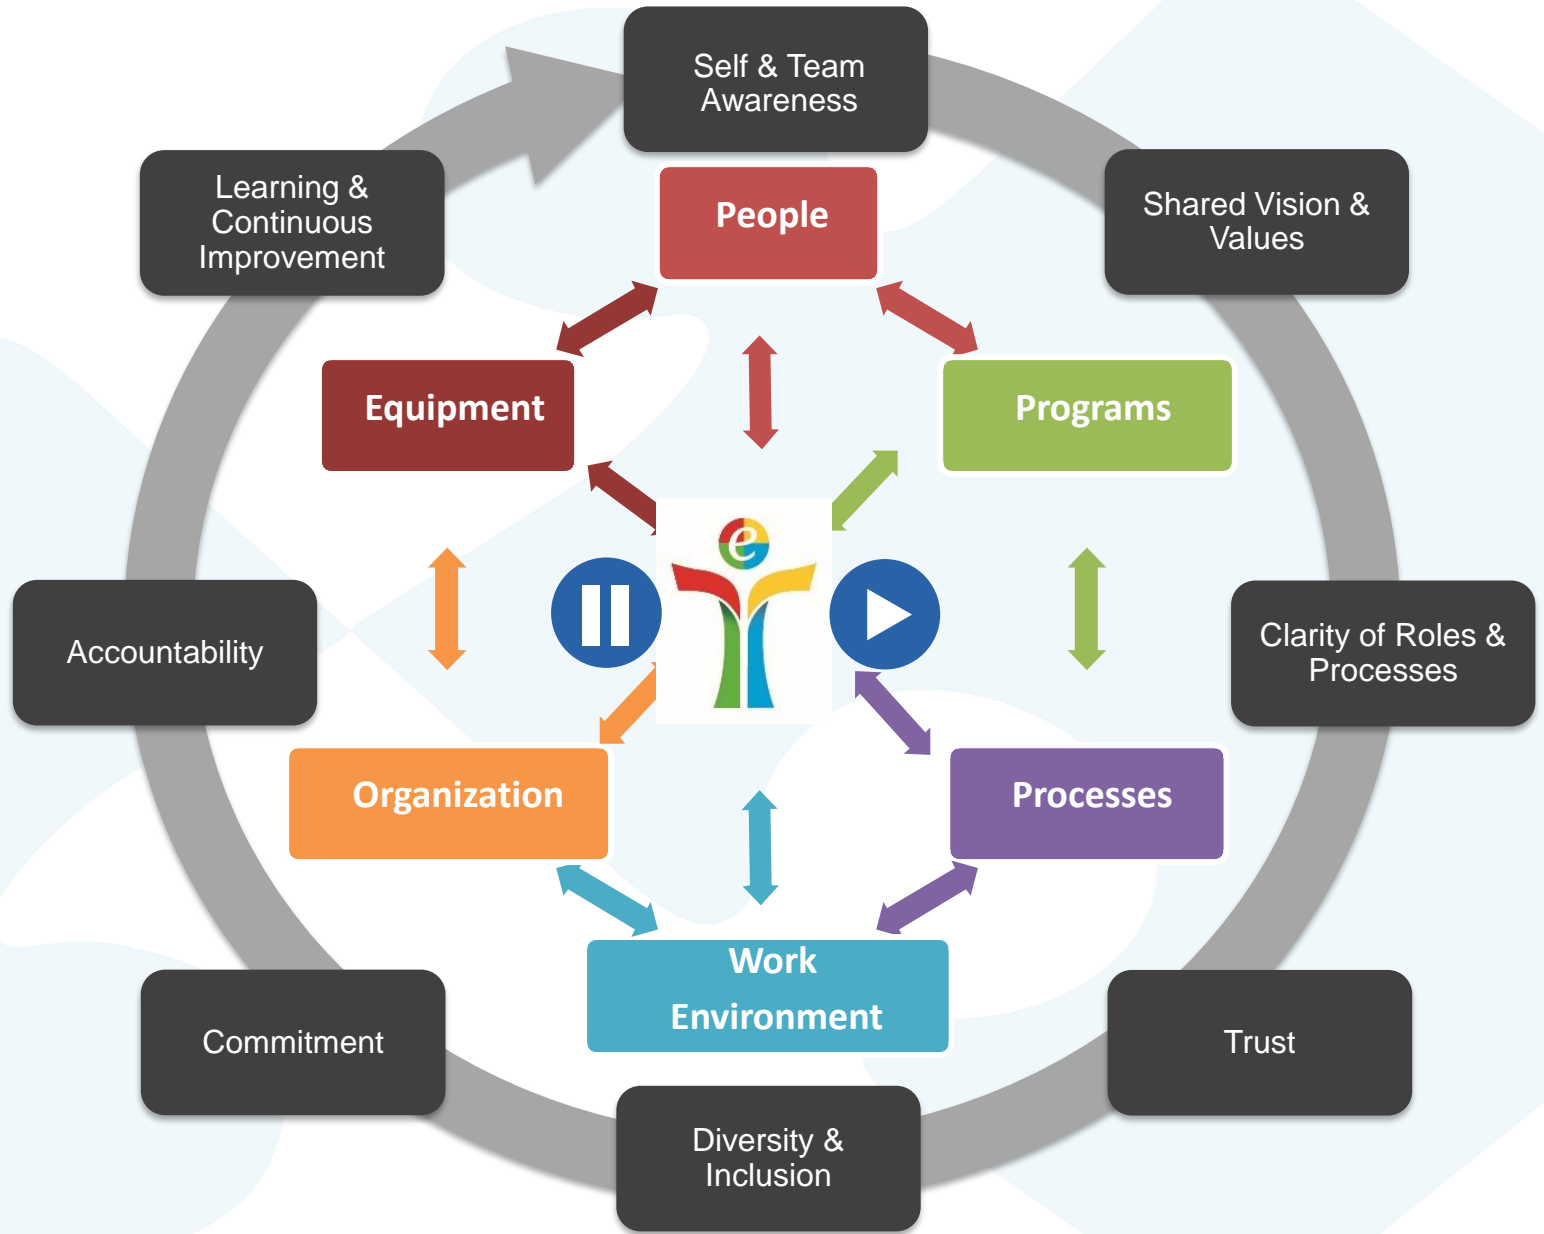 Self & Team
Awareness
Learning &
Continuous
Improvement
Shared Vision &
Values
People
Equipment
Programs
e
Accountability
Clarity of Roles &
Processes
Organization
Processes
Work
Environment
Commitment
Trust
Diversity &
Inclusion